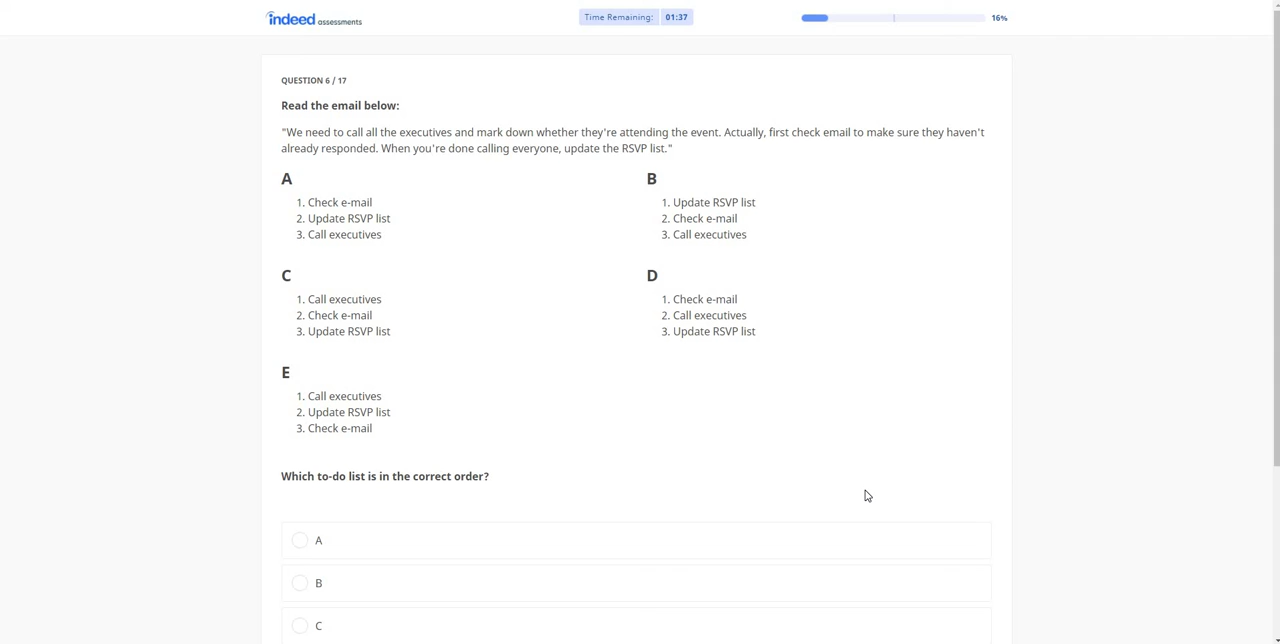 indeed assessments
Time Remaining: 01:37
16%
QUESTION 6 / 17
Read the email below:
"We need to call all the executives and mark down whether they're attending the event. Actually, first check email to make sure they haven't
already responded. When you're done calling everyone, update the RSVP list."
A
1. Check e-mail
2. Update RSVP list
3. Call executives
B
1. Update RSVP list
2. Check e-mail
3. Call executives
C
1. Call executives
2. Check e-mail
3. Update RSVP list
D
1. Check e-mail
2. Call executives
3. Update RSVP list
E
1. Call executives
2. Update RSVP list
3. Check e-mail
Which to-do list is in the correct order?
A
B
C